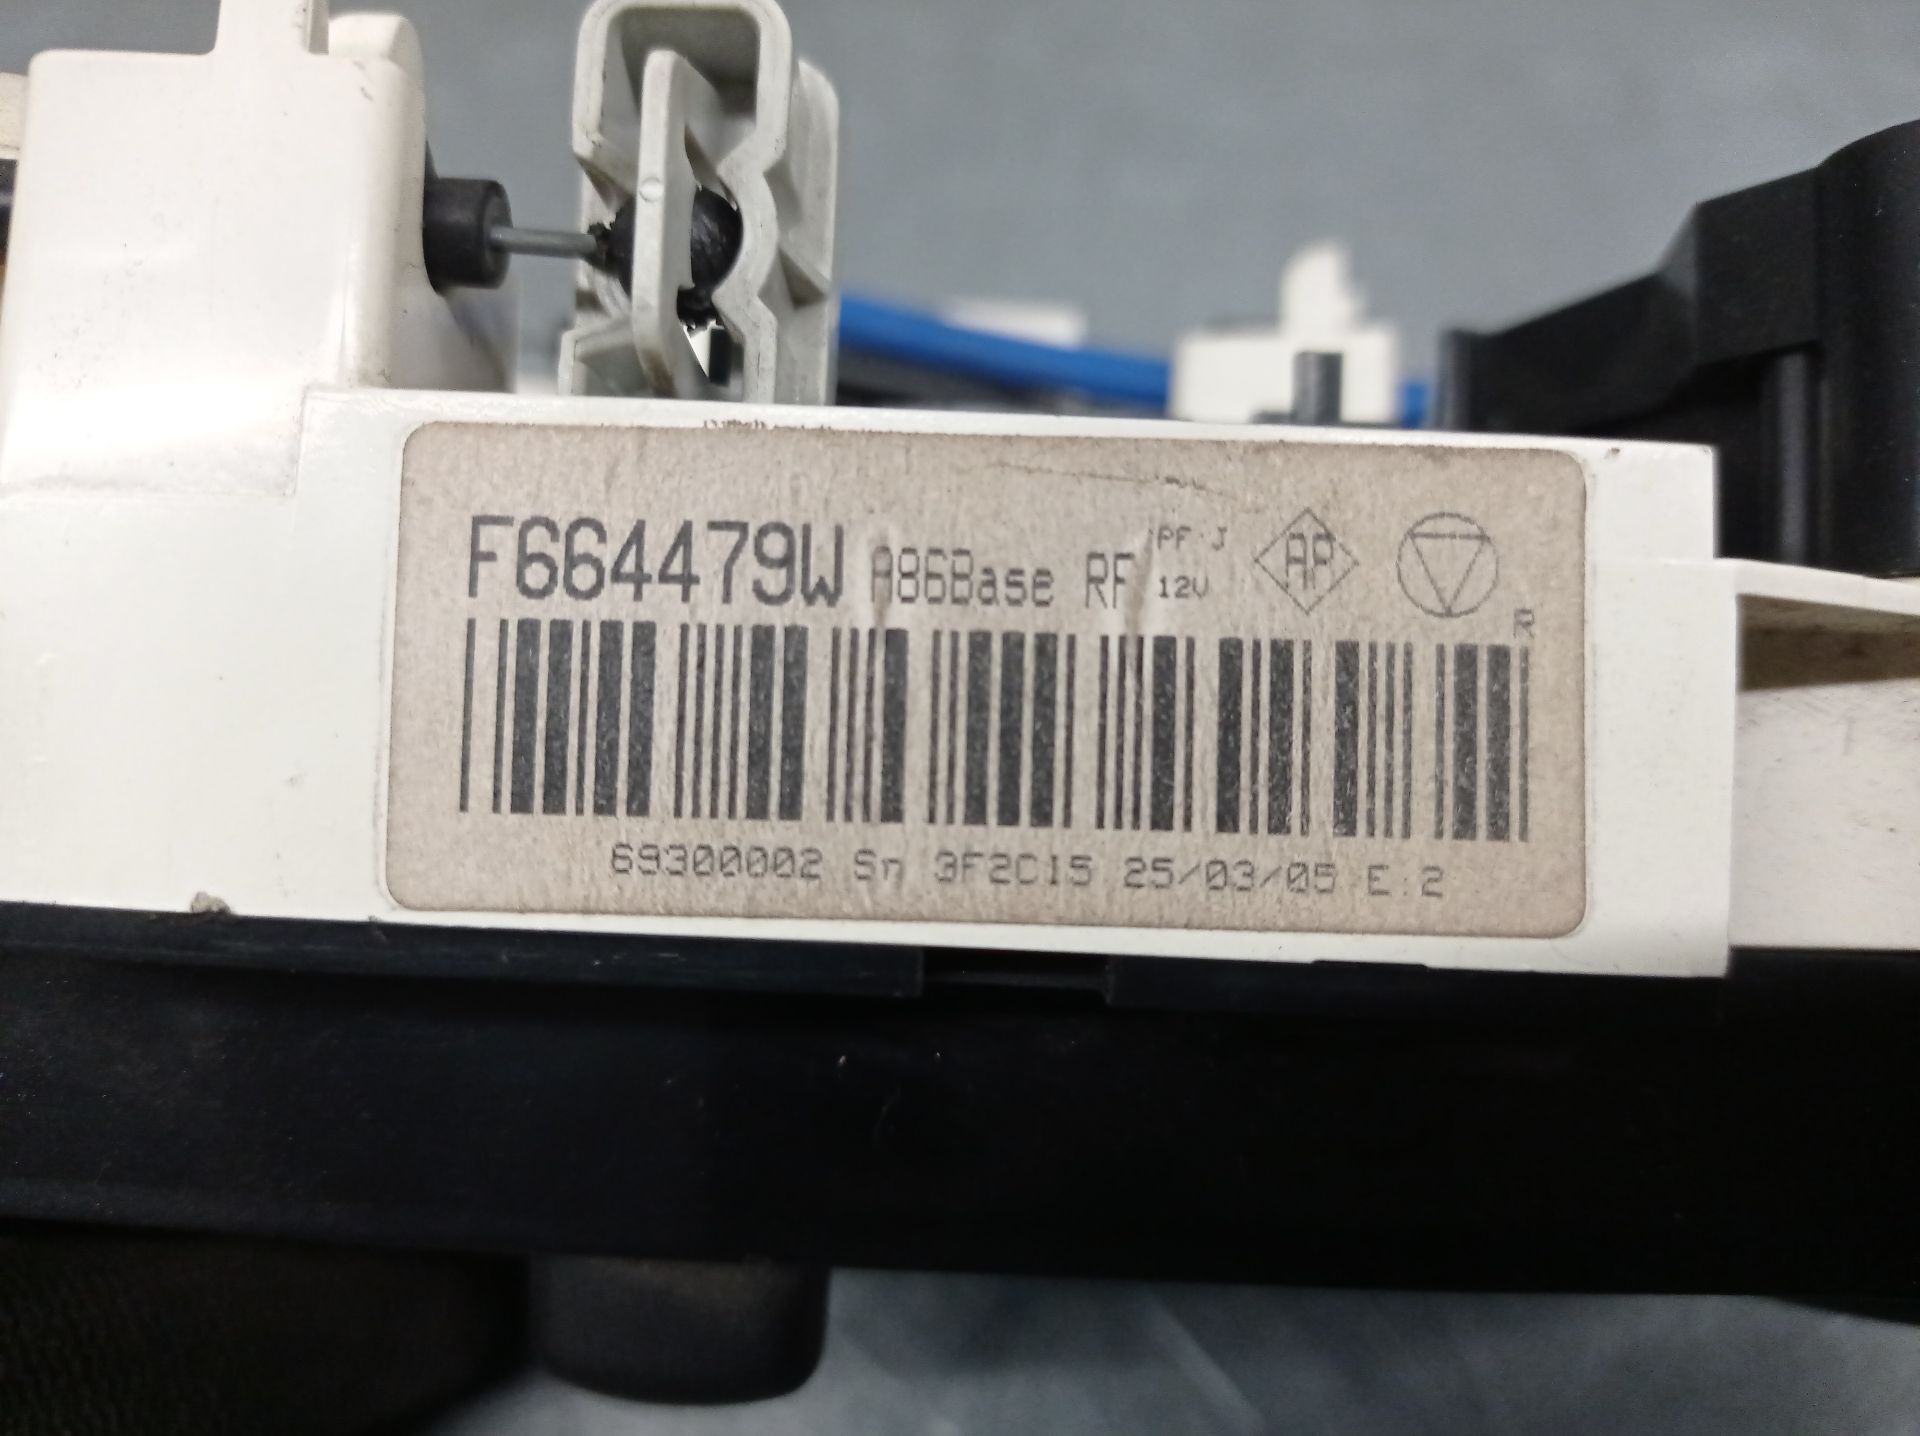 F664479W A86Base RF PF J
12V AP
R
69300002 Sn 3F2C15 25/03/05 E:2